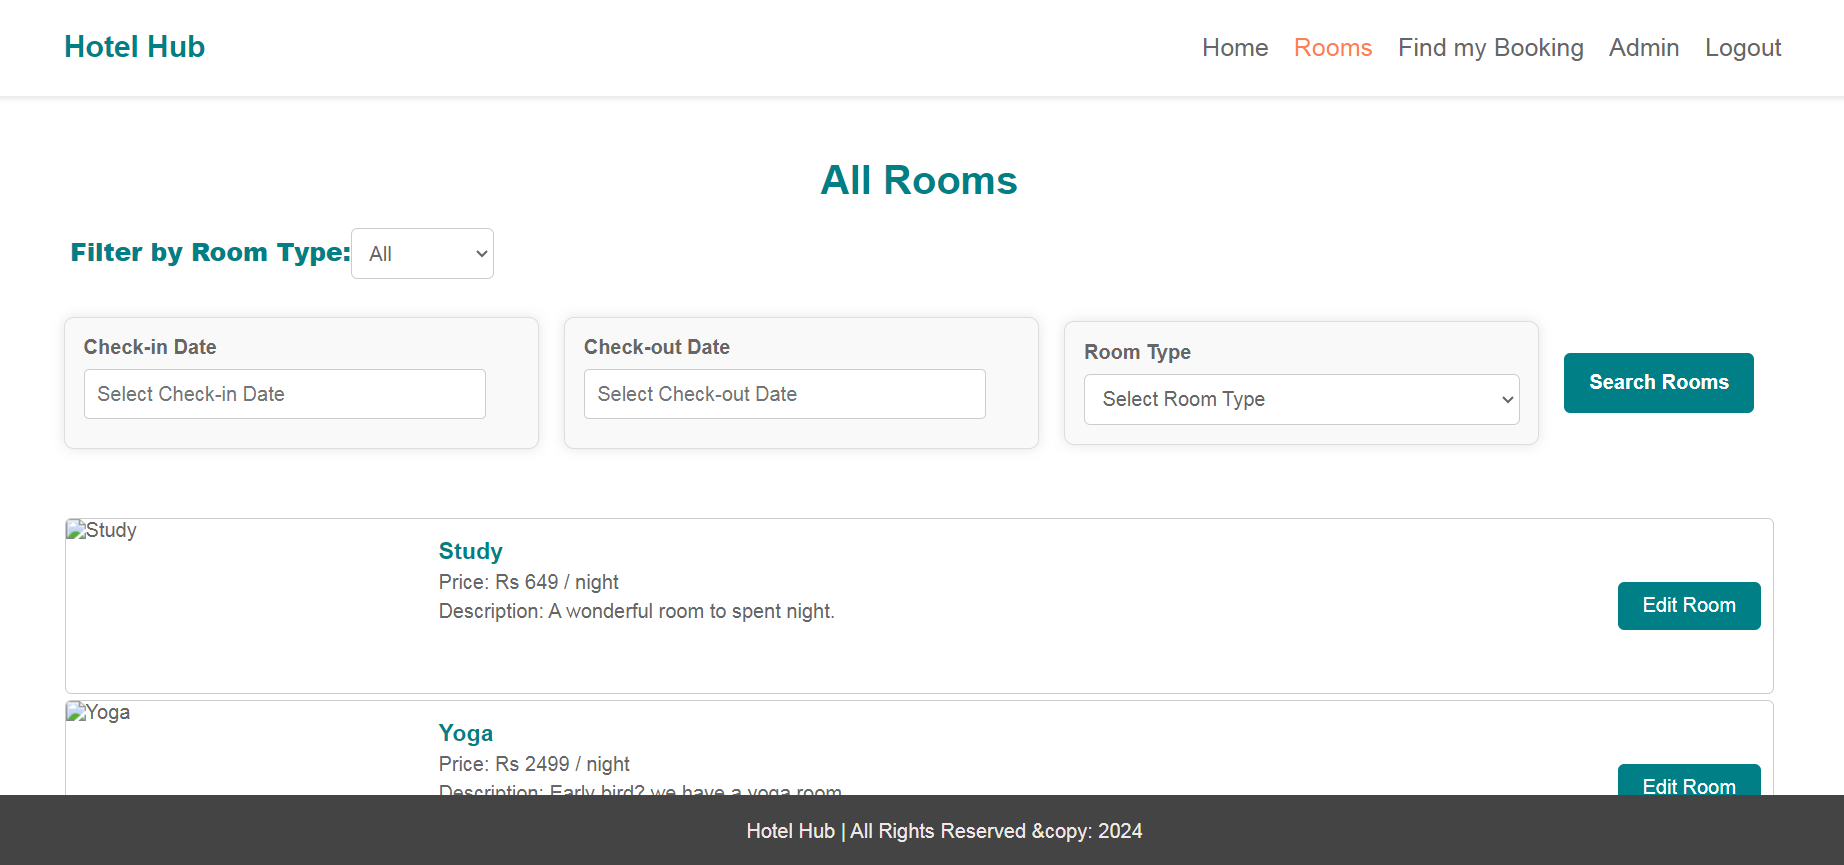 Hotel Hub
Home Rooms Find my Booking Admin Logout
All Rooms
Filter by Room Type: All
Check-in Date
Select Check-in Date
Check-out Date
Select Check-out Date
Room Type
Select Room Type
Search Rooms
Study
Study
Price: Rs 649 / night
Description: A wonderful room to spent night.
Edit Room
Yoga
Yoga
Price: Rs 2499 / night
Description: Early bird? we have a yoga room
Edit Room
Hotel Hub | All Rights Reserved &copy: 2024